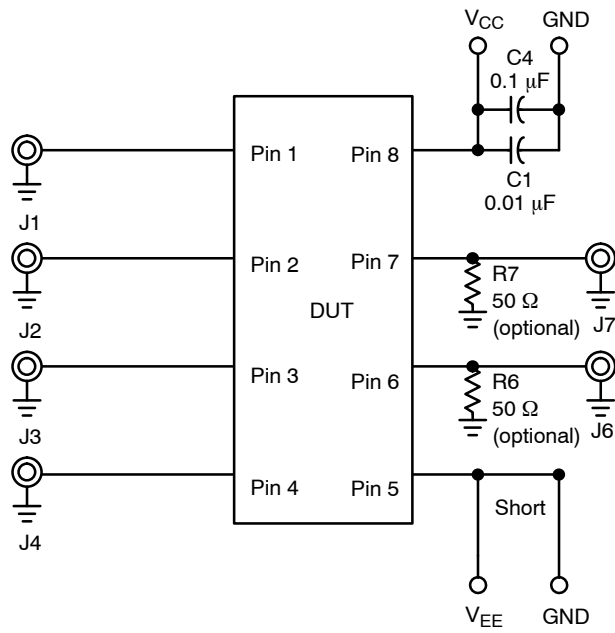 V_CC GND
C4
0.1 μF
C1
0.01 μF
Pin 1
Pin 8
J1
Pin 2
Pin 7
R7
50 Ω
(optional)
J2
J7
DUT
Pin 3
Pin 6
R6
50 Ω
(optional)
J3
J6
Pin 4
Pin 5
Short
J4
V_EE GND